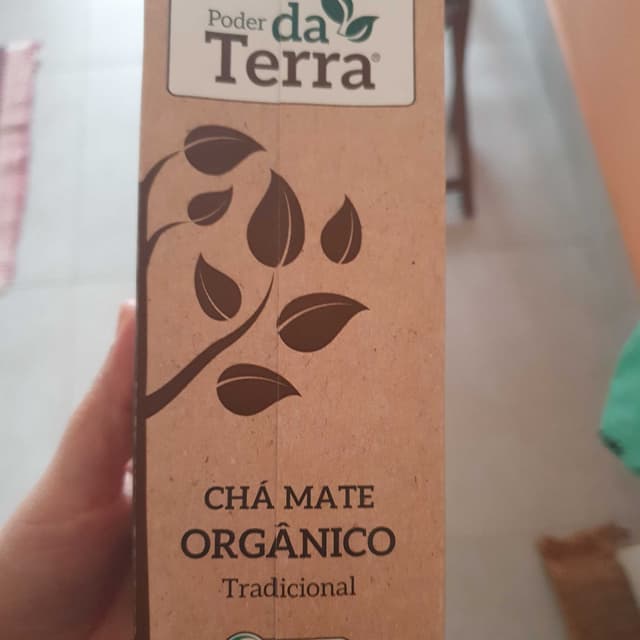 Poder da
Terra®
CHÁ MATE
ORGÂNICO
Tradicional